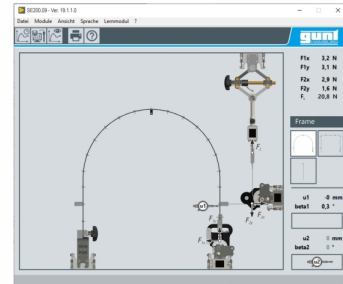 SE200.09 - Ver. 19.1.1.0
Datei Module Ansicht Sprache Lernmodul ?
gunt
F1x 3,2 N
F1y 3,1 N
F2x 2,9 N
F2y 1,6 N
20,8 N
Frame
u1
u1 -0 mm
beta1 0,3 °
u2 0 mm
beta2 0 °
u2